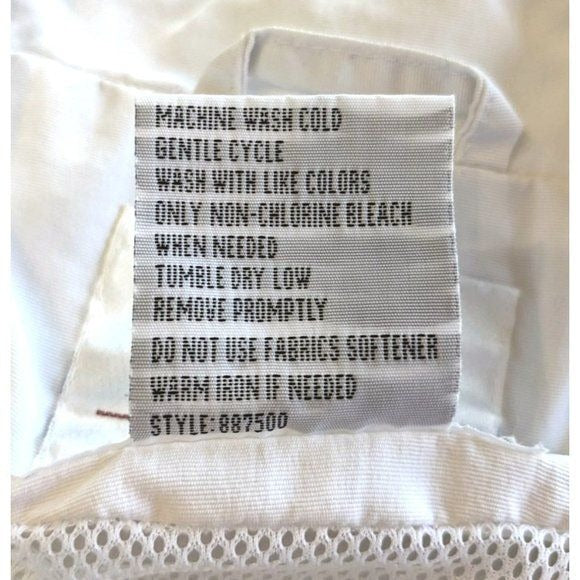 MACHINE WASH COLD
GENTLE CYCLE
WASH WITH LIKE COLORS
ONLY NON-CHLORINE BLEACH
WHEN NEEDED
TUMBLE DRY LOW
REMOVE PROMPTLY
DO NOT USE FABRICS SOFTENER
WARM IRON IF NEEDED
STYLE:887500